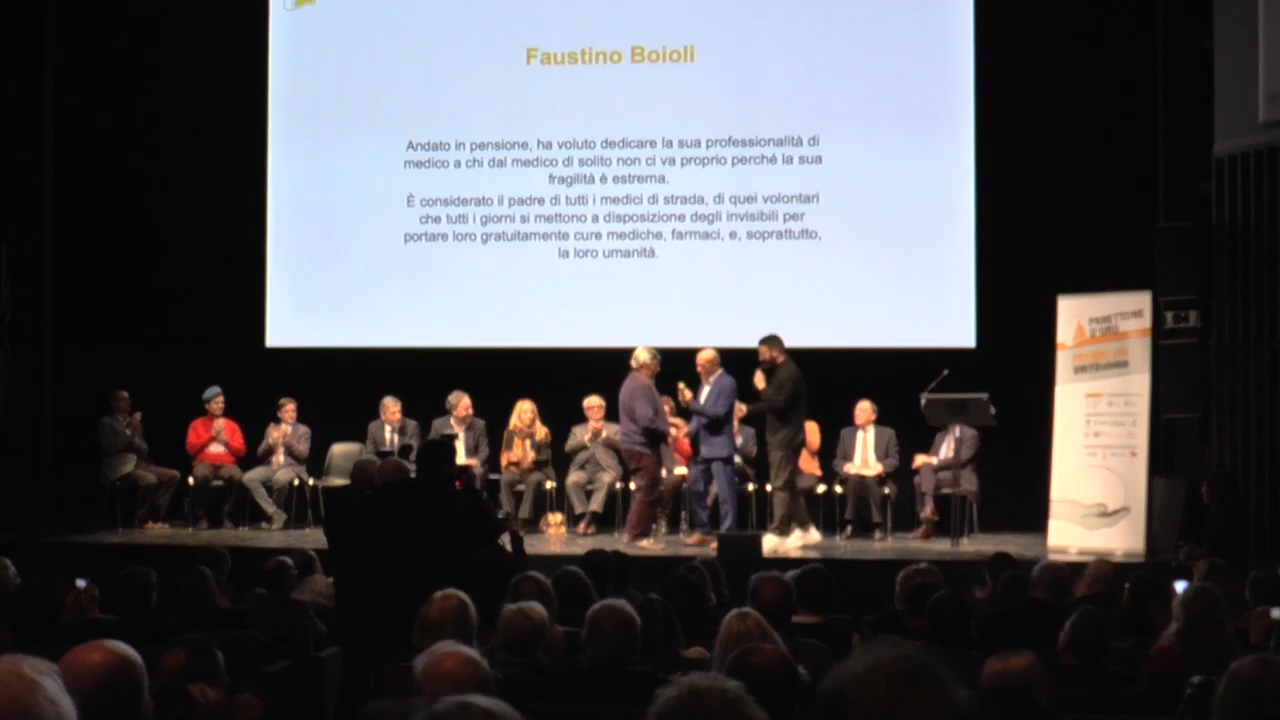 Faustino Boioli
Andato in pensione, ha voluto dedicare la sua professionalità di
medico a chi dal medico di solito non ci va proprio perché la sua
fragilità è estrema.
È considerato il padre di tutti i medici di strada, di quei volontari
che tutti i giorni si mettono a disposizione degli invisibili per
portare loro gratuitamente cure mediche, farmaci, e, soprattutto,
la loro umanità.
PANETTONE
D'ORO